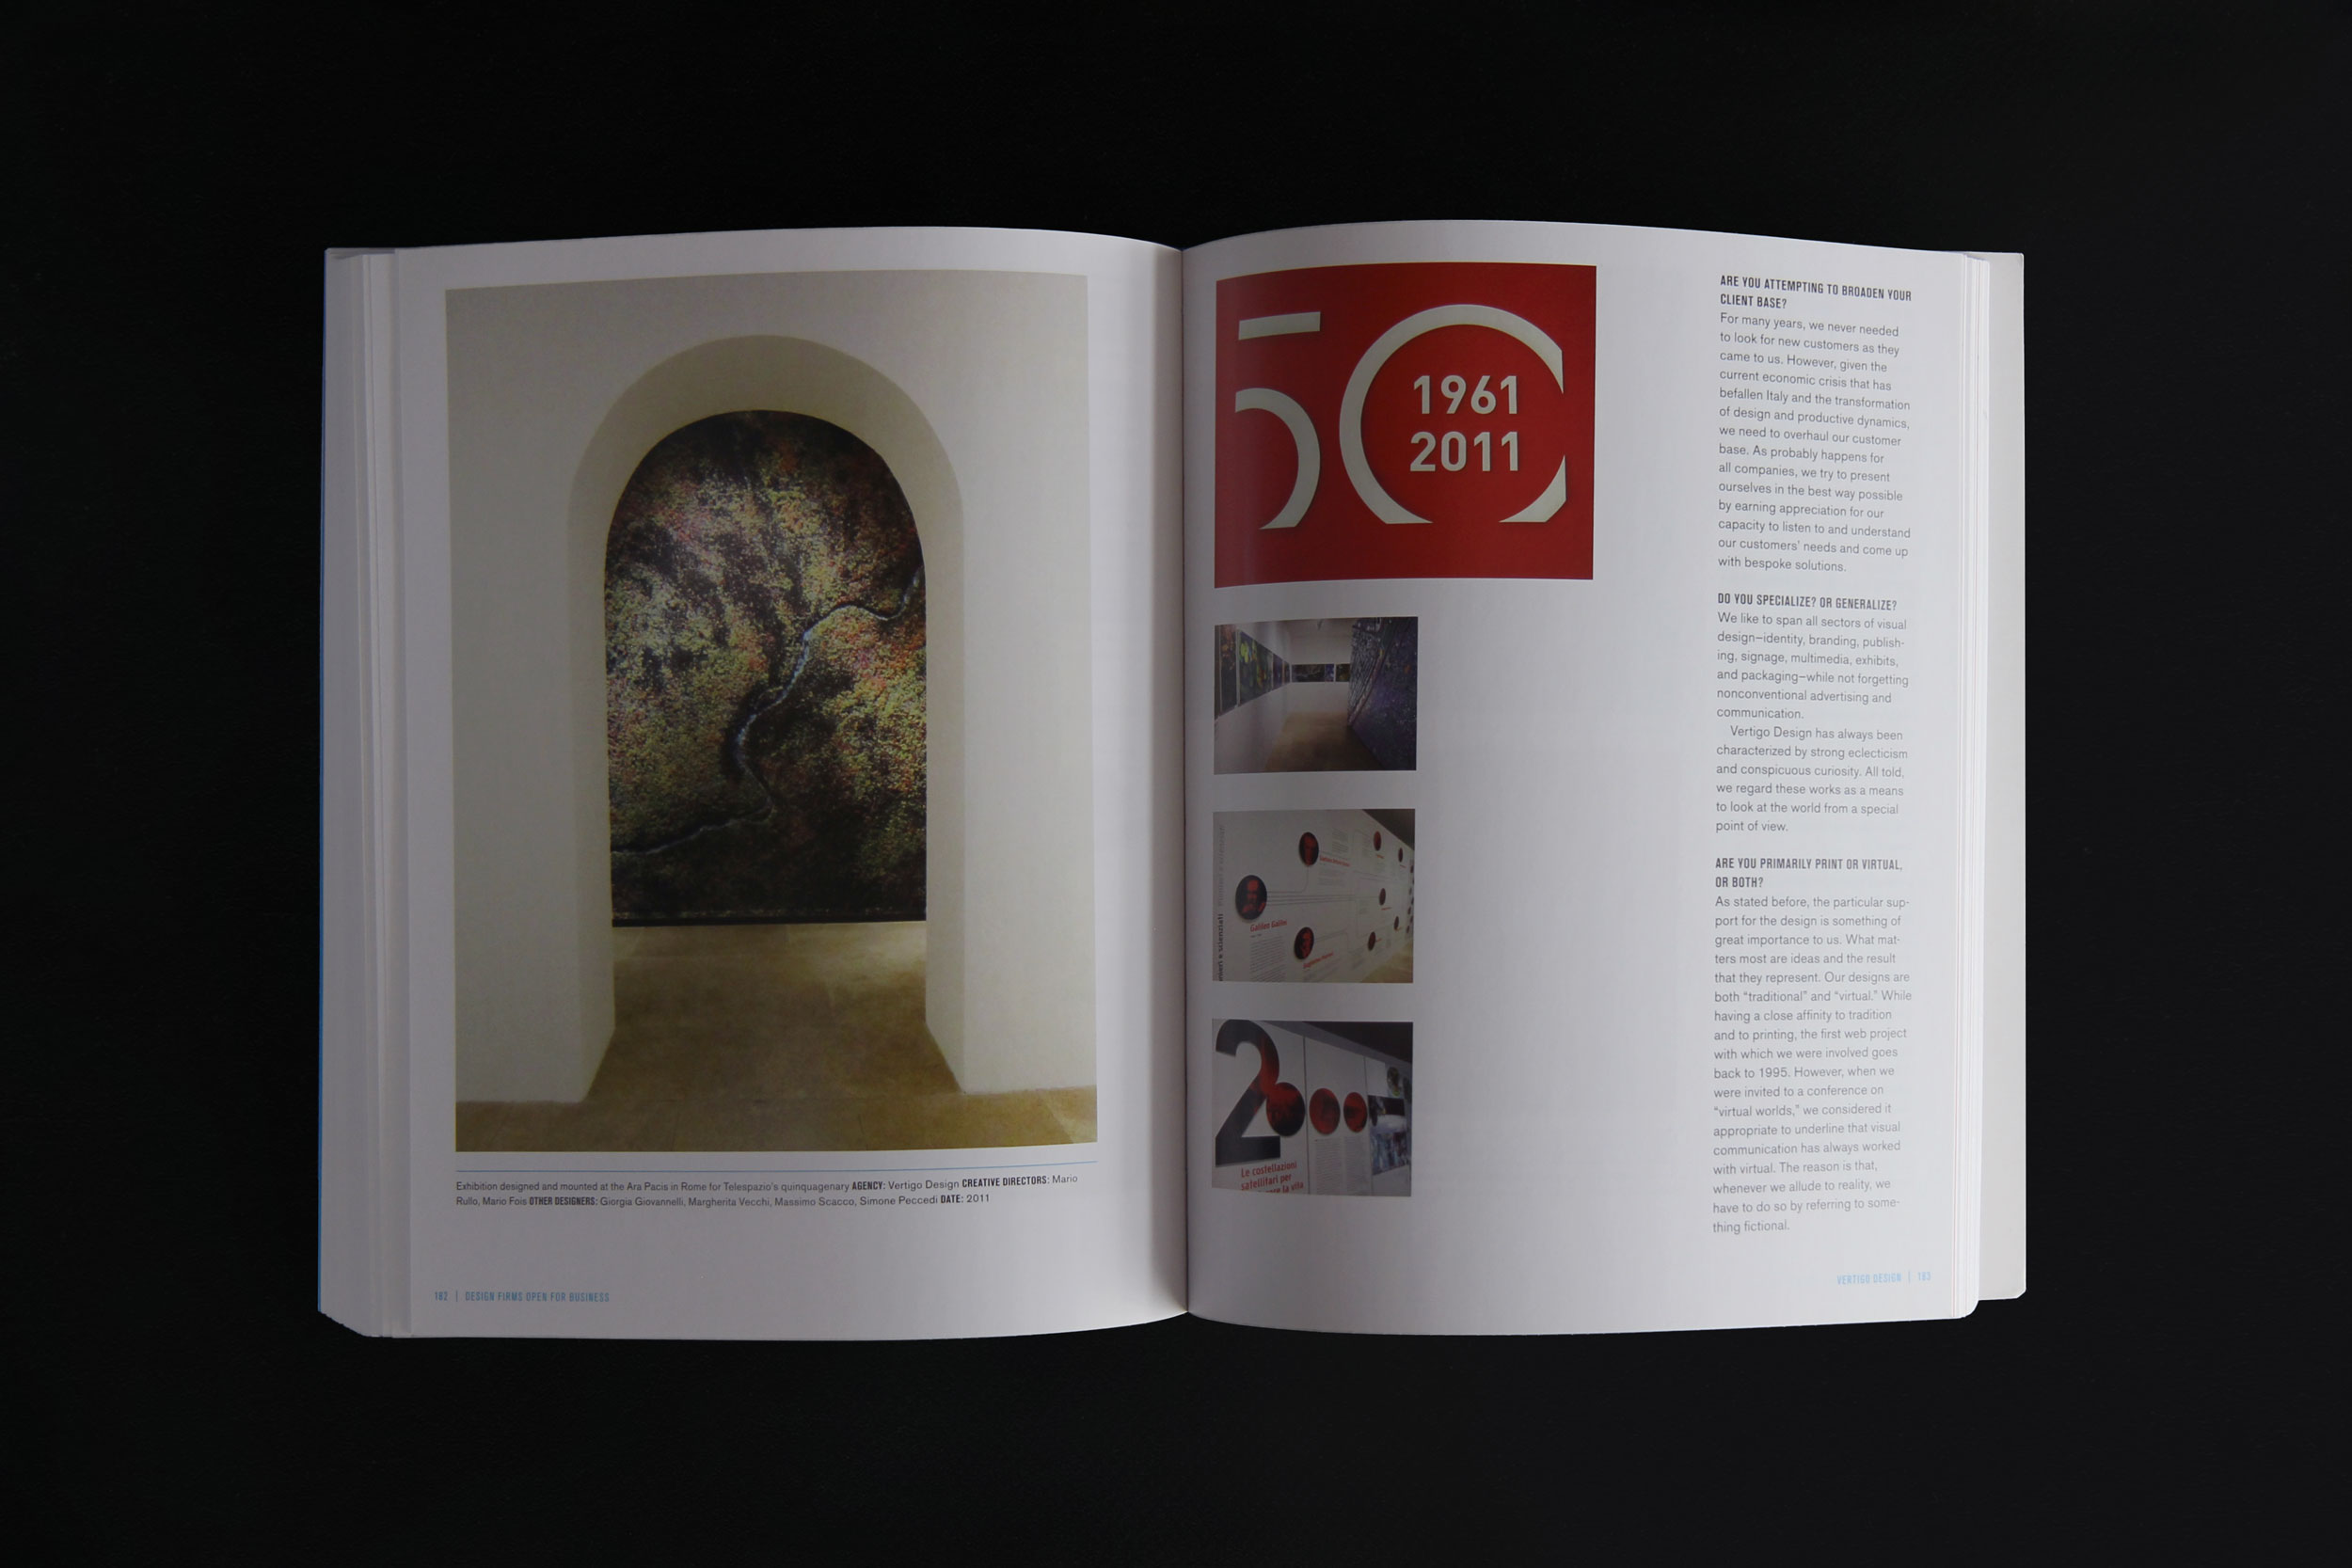 Exhibition designed and mounted at the Ara Pacis in Rome for Telespazio's quinquagenary AGENCY: Vertigo Design CREATIVE DIRECTORS: Mario
Rullo, Mario Fois OTHER DESIGNERS: Giorgia Giovannelli, Margherita Vecchi, Massimo Scacco, Simone Peccedi DATE: 2011
182 | DESIGN FIRMS OPEN FOR BUSINESS
50
1961
2011
Galileo Galilei
2
Le costellazioni
satellitari per
la vita
ARE YOU ATTEMPTING TO BROADEN YOUR
CLIENT BASE?
For many years, we never needed
to look for new customers as they
came to us. However, given the
current economic crisis that has
befallen Italy and the transformation
of design and productive dynamics,
we need to overhaul our customer
base. As probably happens for
all companies, we try to present
ourselves in the best way possible
by earning appreciation for our
capacity to listen to and understand
our customers' needs and come up
with bespoke solutions.
DO YOU SPECIALIZE? OR GENERALIZE?
We like to span all sectors of visual
design—identity, branding, publish-
ing, signage, multimedia, exhibits,
and packaging—while not forgetting
nonconventional advertising and
communication.
Vertigo Design has always been
characterized by strong eclecticism
and conspicuous curiosity. All told,
we regard these works as a means
to look at the world from a special
point of view.
ARE YOU PRIMARILY PRINT OR VIRTUAL,
OR BOTH?
As stated before, the particular sup-
port for the design is something of
great importance to us. What mat-
ters most are ideas and the result
that they represent. Our designs are
both “traditional” and “virtual.” While
having a close affinity to tradition
and to printing, the first web project
with which we were involved goes
back to 1995. However, when we
were invited to a conference on
“virtual worlds,” we considered it
appropriate to underline that visual
communication has always worked
with virtual. The reason is that,
whenever we allude to reality, we
have to do so by referring to some-
thing fictional.
VERTIGO DESIGN | 183